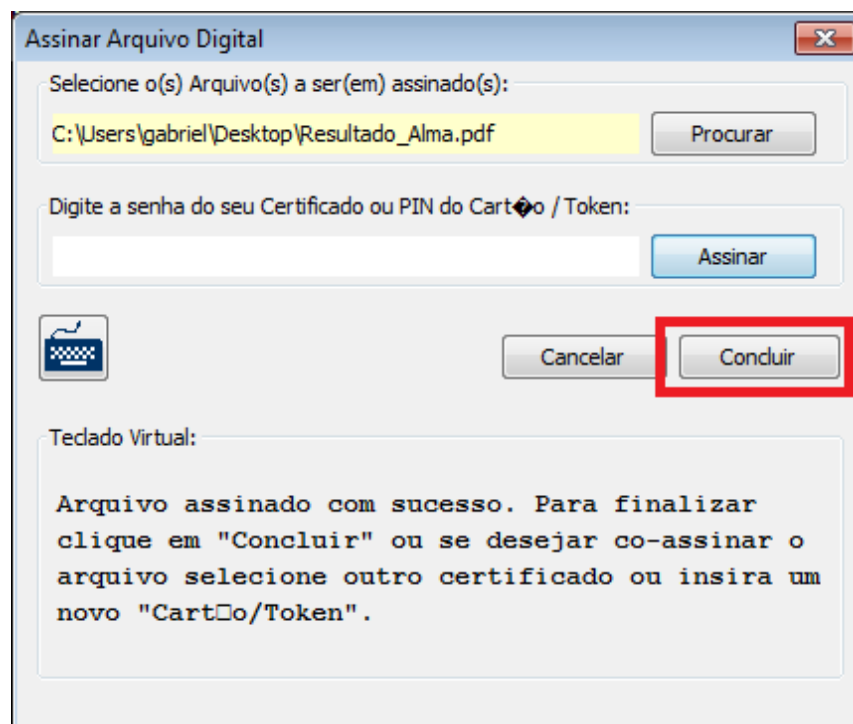 Assinar Arquivo Digital
Selecione o(s) Arquivo(s) a ser(em) assinado(s):
C:\Users\gabriel\Desktop\Resultado_Alma.pdf
Procurar
Digite a senha do seu Certificado ou PIN do Cart�o / Token:
Assinar
Cancelar
Concluir
Teclado Virtual:
Arquivo assinado com sucesso. Para finalizar
clique em "Concluir" ou se desejar co-assinar o
arquivo selecione outro certificado ou insira um
novo "Cart□o/Token".